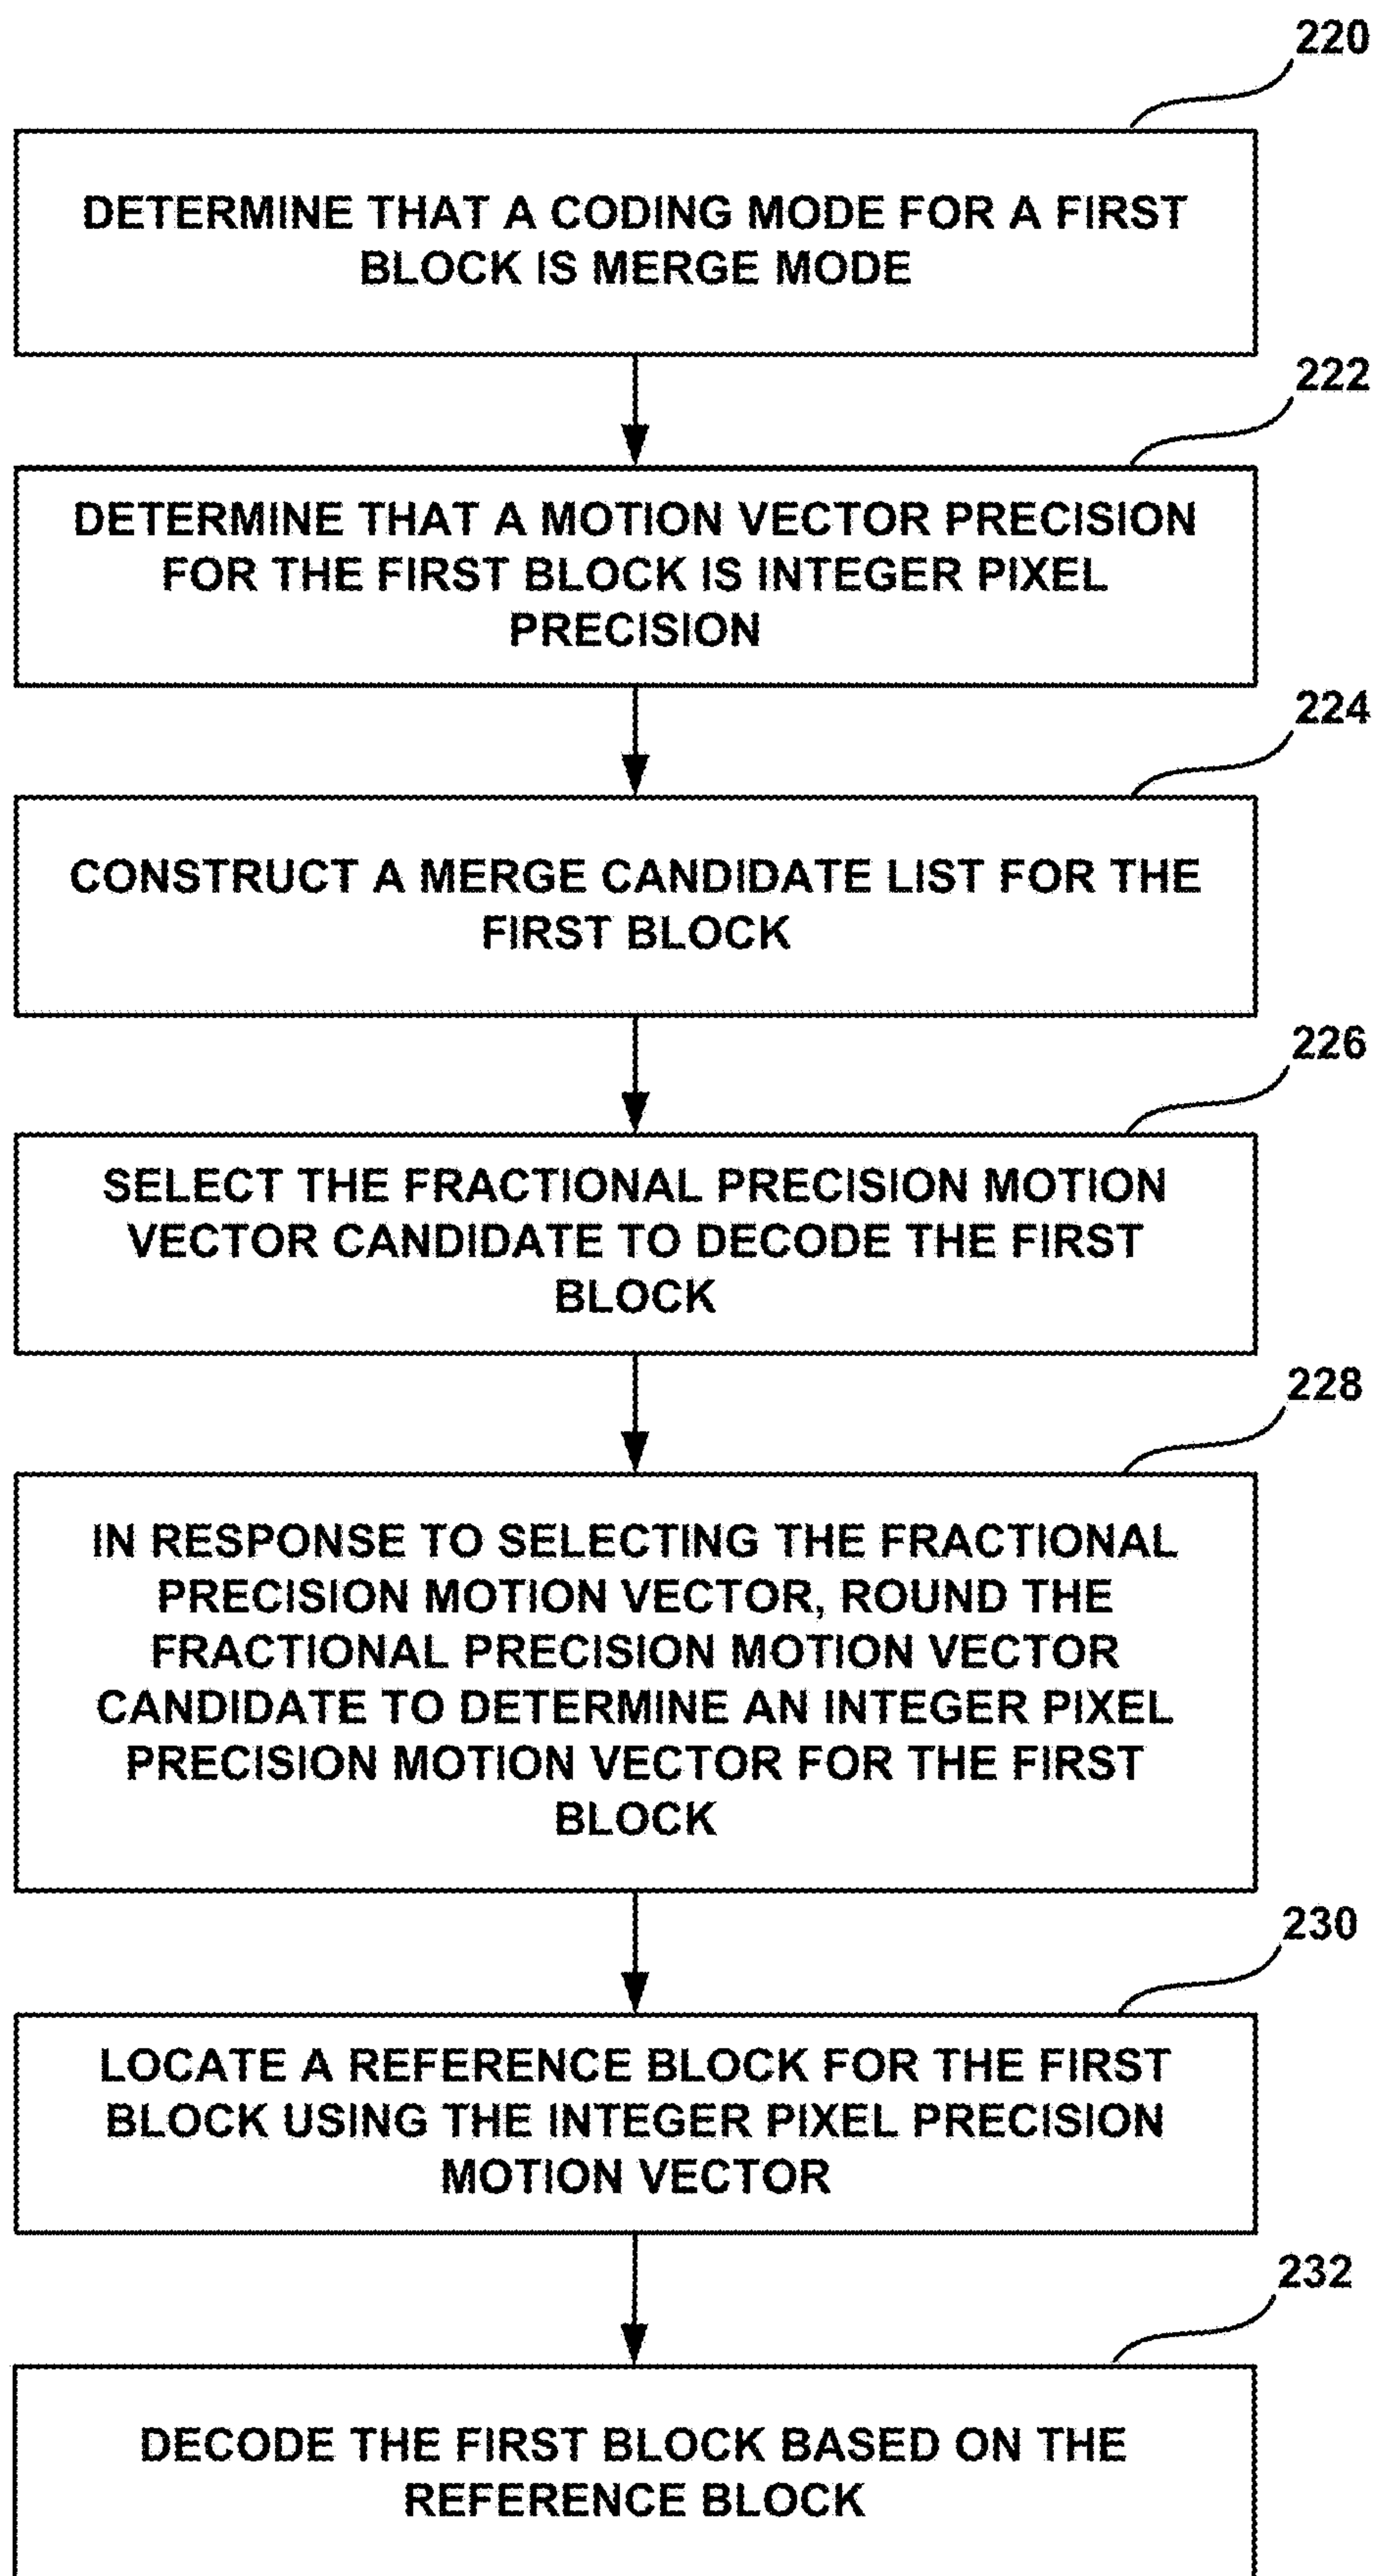 220
DETERMINE THAT A CODING MODE FOR A FIRST
BLOCK IS MERGE MODE
222
DETERMINE THAT A MOTION VECTOR PRECISION
FOR THE FIRST BLOCK IS INTEGER PIXEL
PRECISION
224
CONSTRUCT A MERGE CANDIDATE LIST FOR THE
FIRST BLOCK
226
SELECT THE FRACTIONAL PRECISION MOTION
VECTOR CANDIDATE TO DECODE THE FIRST
BLOCK
228
IN RESPONSE TO SELECTING THE FRACTIONAL
PRECISION MOTION VECTOR, ROUND THE
FRACTIONAL PRECISION MOTION VECTOR
CANDIDATE TO DETERMINE AN INTEGER PIXEL
PRECISION MOTION VECTOR FOR THE FIRST
BLOCK
230
LOCATE A REFERENCE BLOCK FOR THE FIRST
BLOCK USING THE INTEGER PIXEL PRECISION
MOTION VECTOR
232
DECODE THE FIRST BLOCK BASED ON THE
REFERENCE BLOCK